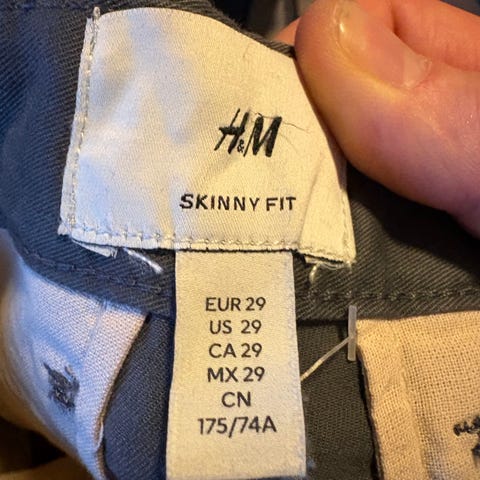 H&M
SKINNY FIT
EUR 29
US 29
CA 29
MX 29
CN
175/74A